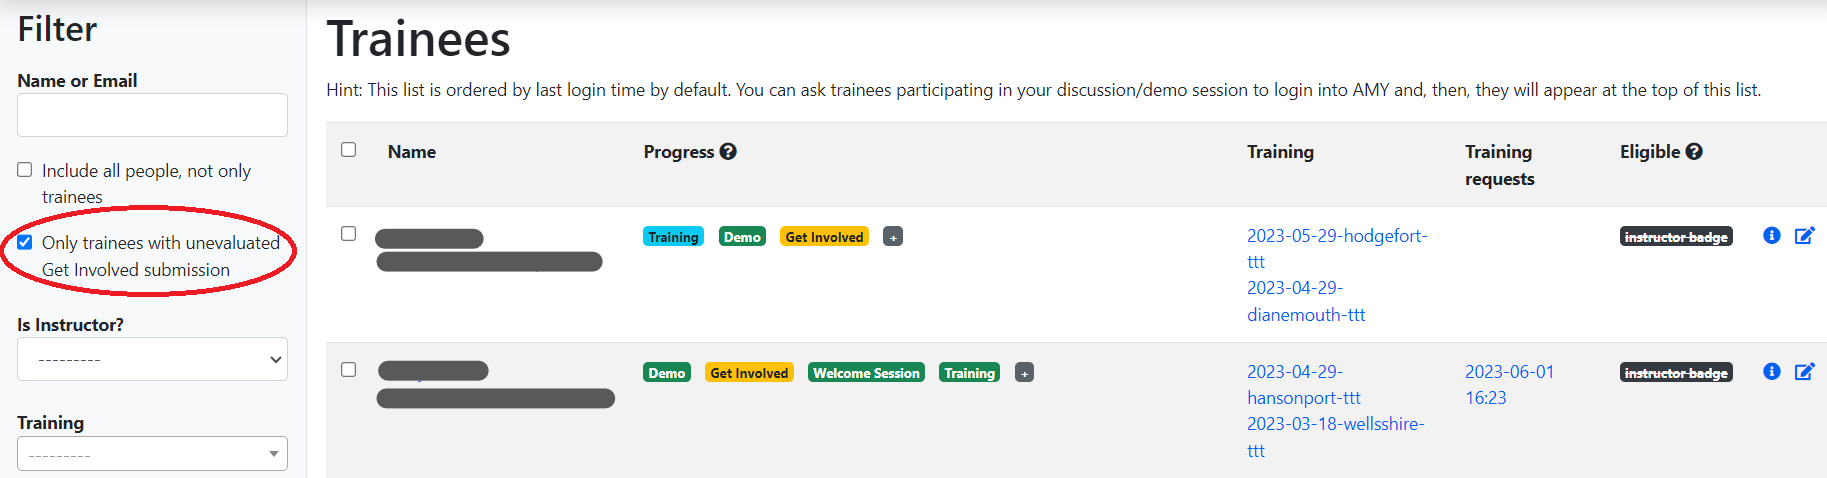 Filter
Name or Email
Include all people, not only
trainees
Only trainees with unevaluated
Get Involved submission
Is Instructor?
---------
Training
---------
Trainees
Hint: This list is ordered by last login time by default. You can ask trainees participating in your discussion/demo session to login into AMY and, then, they will appear at the top of this list.
Name Progress ? Training Training requests Eligible ?
Training Demo Get Involved + 2023-05-29-hodgefort- instructor badge
ttt
2023-04-29-
dianemouth-ttt
Demo Get Involved Welcome Session Training + 2023-04-29- 2023-06-01 instructor badge
hansonport-ttt 16:23
2023-03-18-wellsshire-
ttt